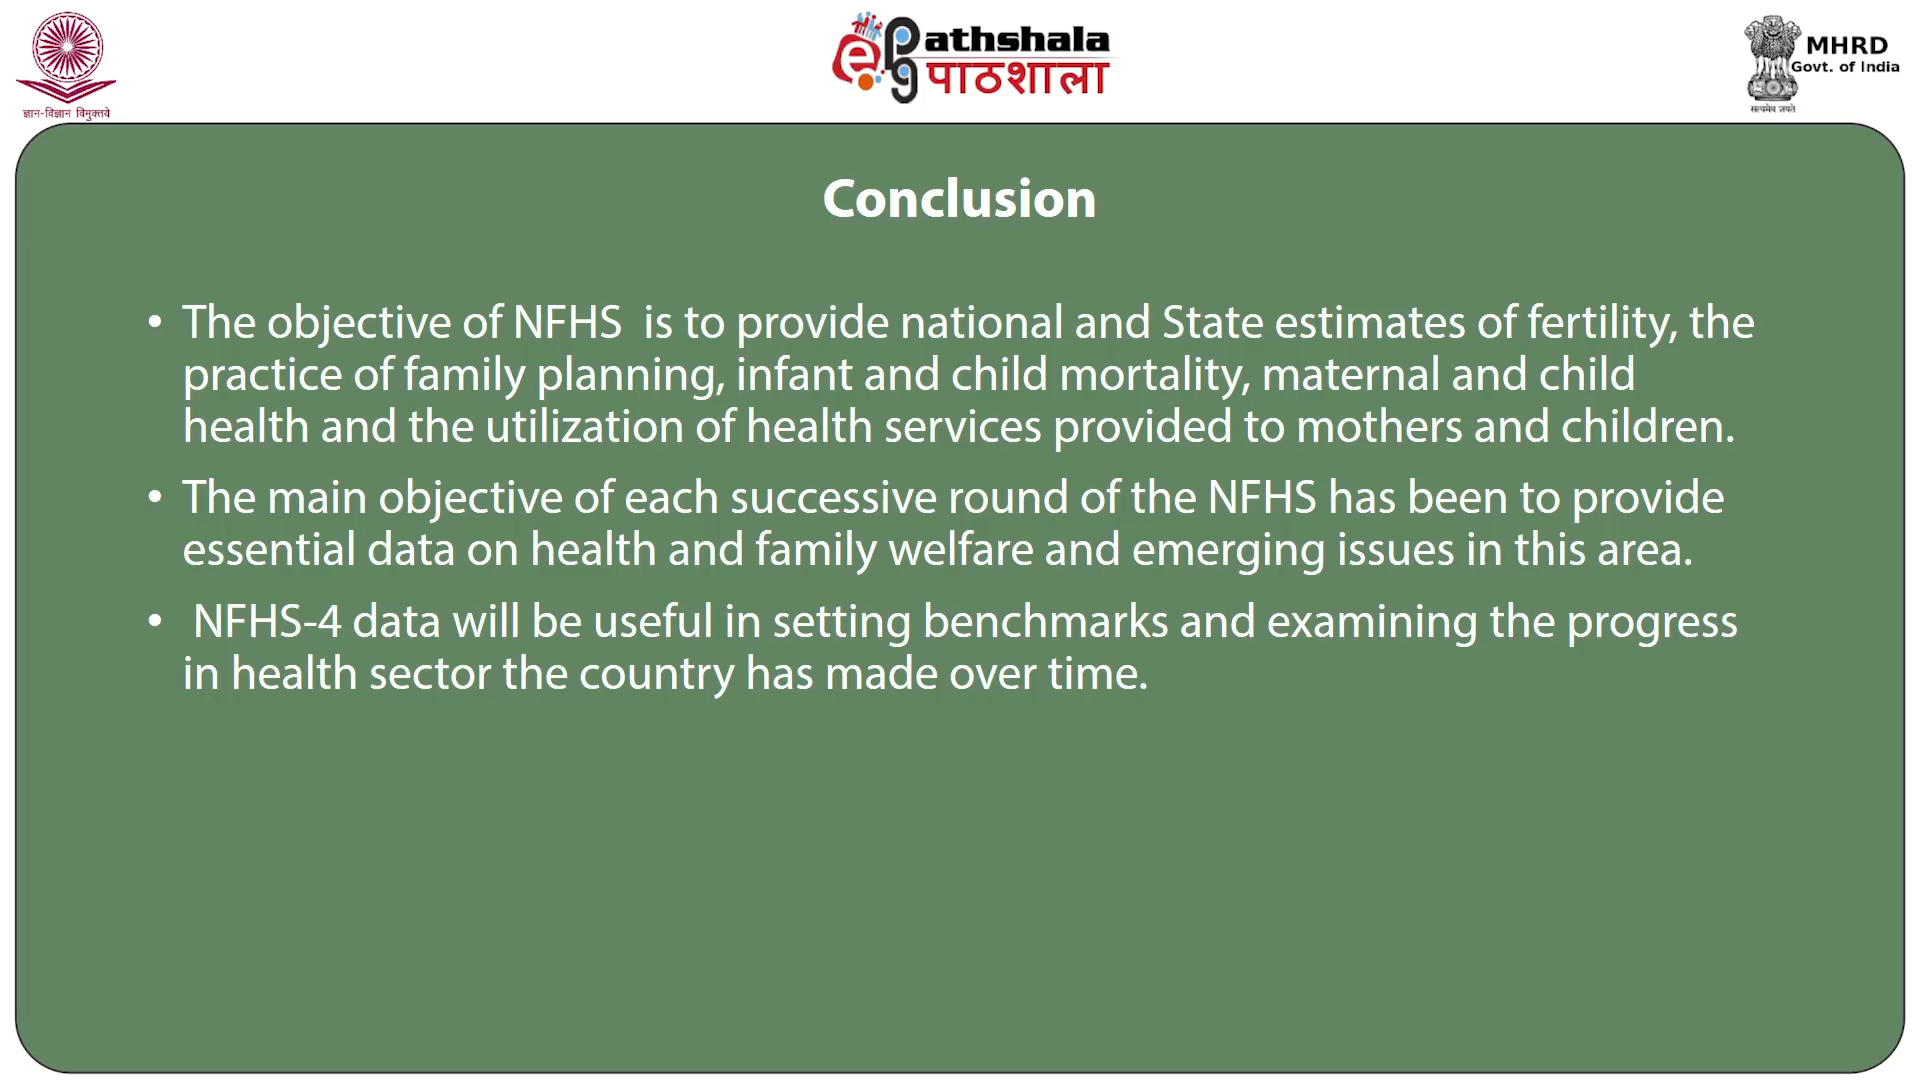 ज्ञान-विज्ञान विमुक्तये
e Pathshala
pg पाठशाला
MHRD
Govt. of India
सत्यमेव जयते
Conclusion
• The objective of NFHS is to provide national and State estimates of fertility, the
practice of family planning, infant and child mortality, maternal and child
health and the utilization of health services provided to mothers and children.
• The main objective of each successive round of the NFHS has been to provide
essential data on health and family welfare and emerging issues in this area.
• NFHS-4 data will be useful in setting benchmarks and examining the progress
in health sector the country has made over time.